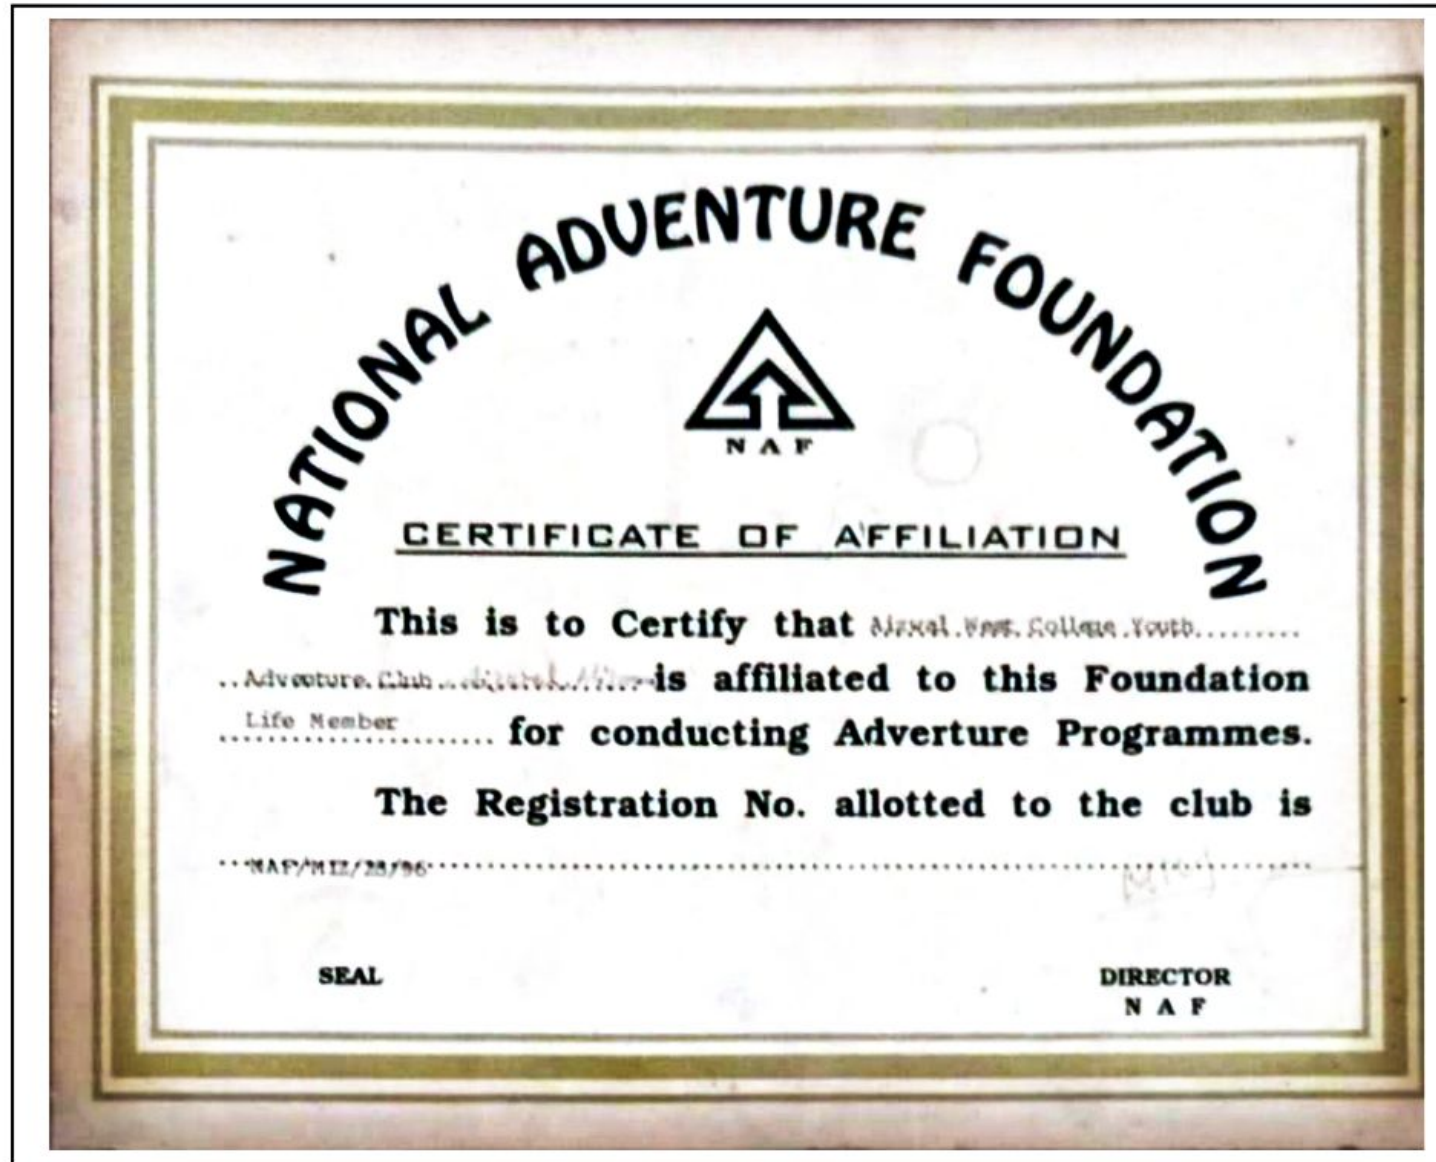 NATIONAL ADVENTURE FOUNDATION
NAF
CERTIFICATE OF AFFILIATION
This is to Certify that Aizwal West College Youth
Adventure Club is affiliated to this Foundation
Life Member for conducting Adverture Programmes.
The Registration No. allotted to the club is
NAF/MIZ/28/96
SEAL
DIRECTOR
N A F